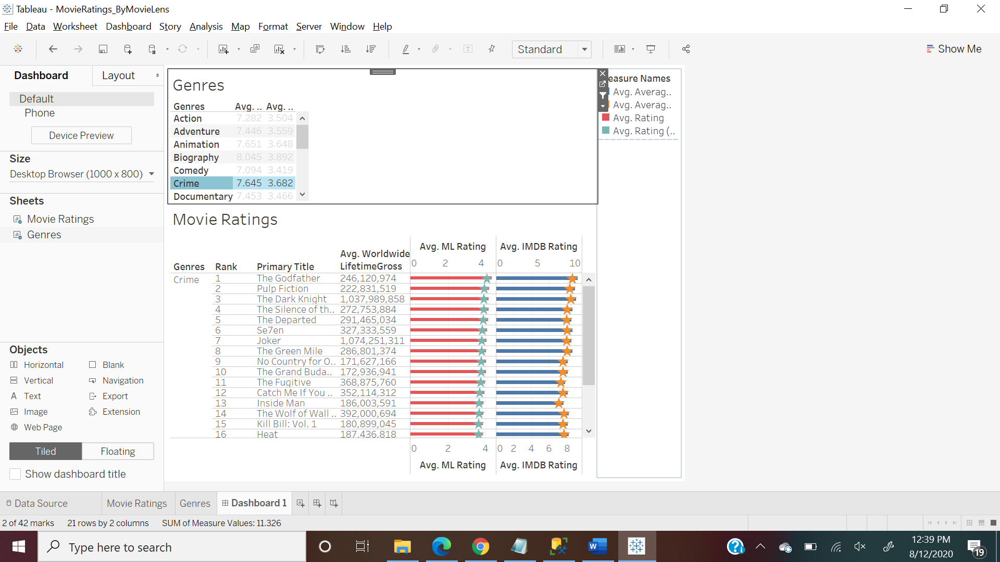 Tableau - MovieRatings_ByMovieLens
File Data Worksheet Dashboard Story Analysis Map Format Server Window Help
Standard
Show Me
Dashboard Layout
Default
Phone
Device Preview
Size
Desktop Browser (1000 x 800)
Sheets
Movie Ratings
Genres
Objects
Horizontal Blank
Vertical Navigation
Text Export
Image Extension
Web Page
Tiled Floating
Show dashboard title
Genres
Genres Avg. .. Avg. ..
Action 7.282 3.504
Adventure 7.446 3.559
Animation 7.651 3.648
Biography 8.045 3.892
Comedy 7.094 3.419
Crime 7.645 3.682
Documentary 7.453 3.466
easure Names
Avg. Averag..
Avg. Averag..
Avg. Rating
Avg. Rating (..
Movie Ratings
Avg. ML Rating Avg. IMDB Rating
0 2 4 0 5 10
Genres Rank Primary Title Avg. Worldwide LifetimeGross
Crime 1 The Godfather 246,120,974
2 Pulp Fiction 222,831,519
3 The Dark Knight 1,037,989,858
4 The Silence of th.. 272,753,884
5 The Departed 291,465,034
6 Se7en 327,333,559
7 Joker 1,074,251,311
8 The Green Mile 286,801,374
9 No Country for O.. 171,627,166
10 The Grand Buda.. 172,936,941
11 The Fugitive 368,875,760
12 Catch Me If You .. 352,114,312
13 Inside Man 186,003,591
14 The Wolf of Wall .. 392,000,694
15 Kill Bill: Vol. 1 180,899,045
16 Heat 187,436,818
0 2 4 0 2 4 6 8
Avg. ML Rating Avg. IMDB Rating
Data Source Movie Ratings Genres Dashboard 1
2 of 42 marks 21 rows by 2 columns SUM of Measure Values: 11.326
Type here to search
12:39 PM
8/12/2020
19